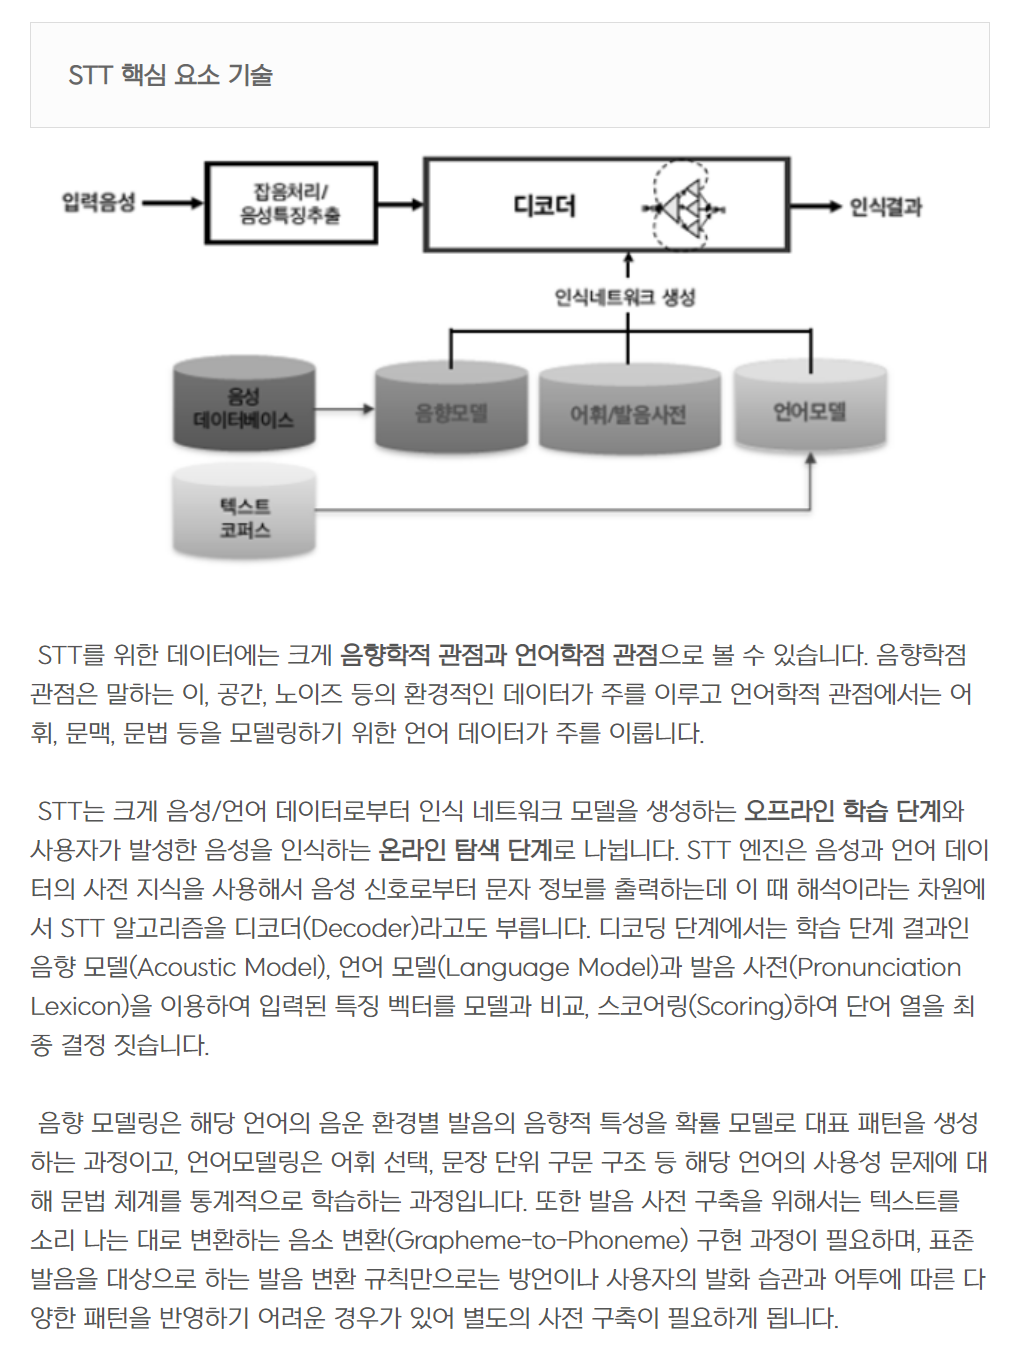 STT 핵심 요소 기술
입력음성
잡음처리/
음성특징추출
디코더
인식결과
인식네트워크 생성
음성
데이터베이스
음향모델
어휘/발음사전
언어모델
텍스트
코퍼스
STT를 위한 데이터에는 크게 음향학적 관점과 언어학점 관점으로 볼 수 있습니다. 음향학점
관점은 말하는 이, 공간, 노이즈 등의 환경적인 데이터가 주를 이루고 언어학적 관점에서는 어
휘, 문맥, 문법 등을 모델링하기 위한 언어 데이터가 주를 이룹니다.
STT는 크게 음성/언어 데이터로부터 인식 네트워크 모델을 생성하는 오프라인 학습 단계와
사용자가 발성한 음성을 인식하는 온라인 탐색 단계로 나뉩니다. STT 엔진은 음성과 언어 데이
터의 사전 지식을 사용해서 음성 신호로부터 문자 정보를 출력하는데 이 때 해석이라는 차원에
서 STT 알고리즘을 디코더(Decoder)라고도 부릅니다. 디코딩 단계에서는 학습 단계 결과인
음향 모델(Acoustic Model), 언어 모델(Language Model)과 발음 사전(Pronunciation
Lexicon)을 이용하여 입력된 특징 벡터를 모델과 비교, 스코어링(Scoring)하여 단어 열을 최
종 결정 짓습니다.
음향 모델링은 해당 언어의 음운 환경별 발음의 음향적 특성을 확률 모델로 대표 패턴을 생성
하는 과정이고, 언어모델링은 어휘 선택, 문장 단위 구문 구조 등 해당 언어의 사용성 문제에 대
해 문법 체계를 통계적으로 학습하는 과정입니다. 또한 발음 사전 구축을 위해서는 텍스트를
소리 나는 대로 변환하는 음소 변환(Grapheme-to-Phoneme) 구현 과정이 필요하며, 표준
발음을 대상으로 하는 발음 변환 규칙만으로는 방언이나 사용자의 발화 습관과 어투에 따른 다
양한 패턴을 반영하기 어려운 경우가 있어 별도의 사전 구축이 필요하게 됩니다.